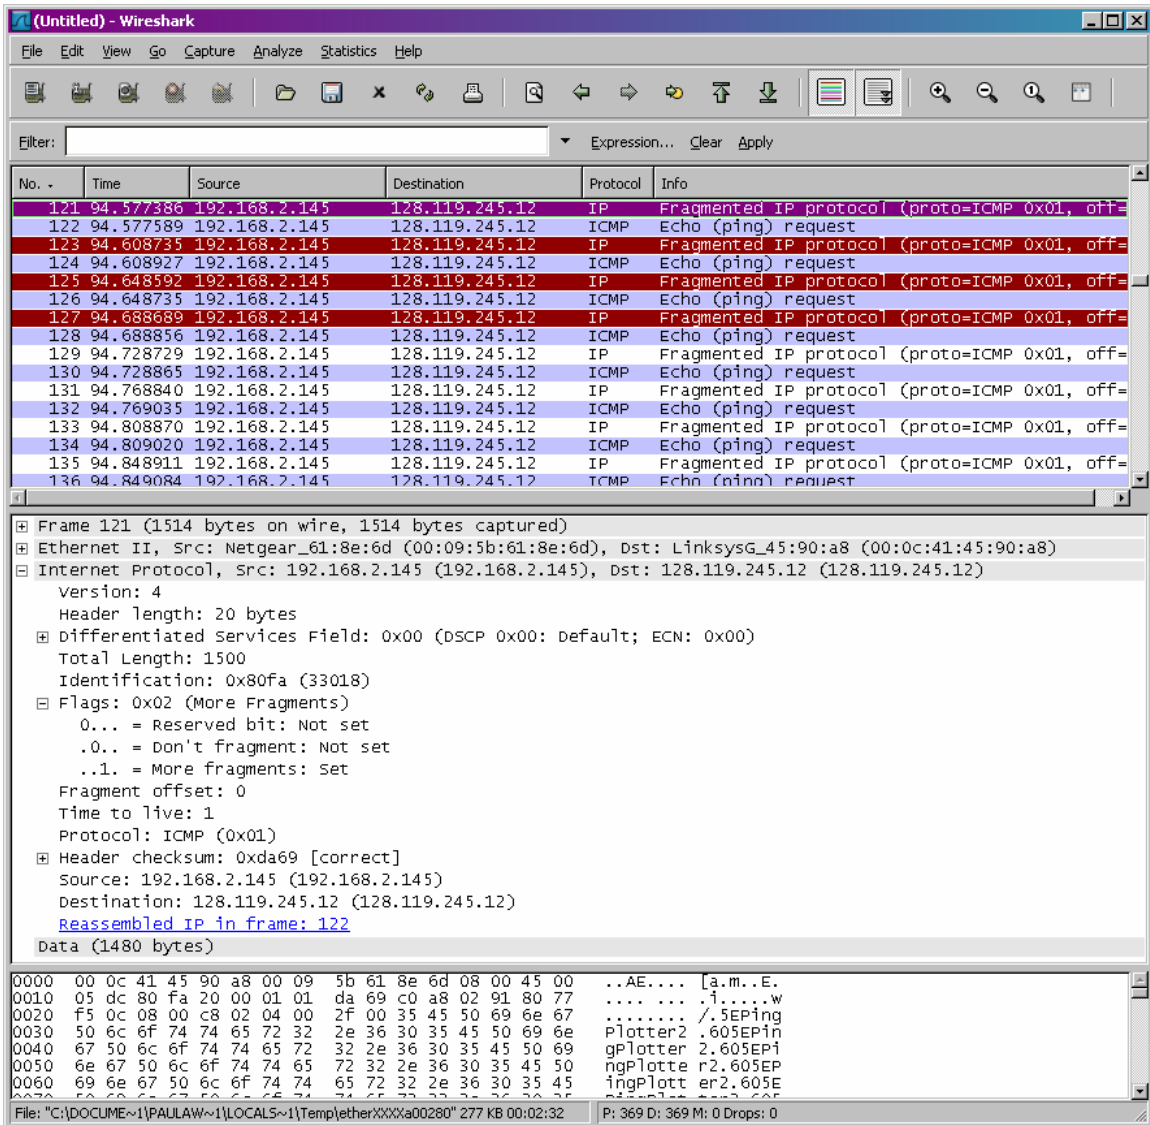 (Untitled) - Wireshark
File Edit View Go Capture Analyze Statistics Help
Filter: Expression... Clear Apply
No. Time Source Destination Protocol Info
121 94.577386 192.168.2.145 128.119.245.12 IP Fragmented IP protocol (proto=ICMP 0x01, off=
122 94.577589 192.168.2.145 128.119.245.12 ICMP Echo (ping) request
123 94.608735 192.168.2.145 128.119.245.12 IP Fragmented IP protocol (proto=ICMP 0x01, off=
124 94.608927 192.168.2.145 128.119.245.12 ICMP Echo (ping) request
125 94.648592 192.168.2.145 128.119.245.12 IP Fragmented IP protocol (proto=ICMP 0x01, off=
126 94.648735 192.168.2.145 128.119.245.12 ICMP Echo (ping) request
127 94.688689 192.168.2.145 128.119.245.12 IP Fragmented IP protocol (proto=ICMP 0x01, off=
128 94.688856 192.168.2.145 128.119.245.12 ICMP Echo (ping) request
129 94.728729 192.168.2.145 128.119.245.12 IP Fragmented IP protocol (proto=ICMP 0x01, off=
130 94.728865 192.168.2.145 128.119.245.12 ICMP Echo (ping) request
131 94.768840 192.168.2.145 128.119.245.12 IP Fragmented IP protocol (proto=ICMP 0x01, off=
132 94.769035 192.168.2.145 128.119.245.12 ICMP Echo (ping) request
133 94.808870 192.168.2.145 128.119.245.12 IP Fragmented IP protocol (proto=ICMP 0x01, off=
134 94.809020 192.168.2.145 128.119.245.12 ICMP Echo (ping) request
135 94.848911 192.168.2.145 128.119.245.12 IP Fragmented IP protocol (proto=ICMP 0x01, off=
136 94.849084 192.168.2.145 128.119.245.12 ICMP Echo (ping) request
Frame 121 (1514 bytes on wire, 1514 bytes captured)
Ethernet II, Src: Netgear_61:8e:6d (00:09:5b:61:8e:6d), Dst: LinksysG_45:90:a8 (00:0c:41:45:90:a8)
Internet Protocol, Src: 192.168.2.145 (192.168.2.145), Dst: 128.119.245.12 (128.119.245.12)
Version: 4
Header length: 20 bytes
Differentiated Services Field: 0x00 (DSCP 0x00: Default; ECN: 0x00)
Total Length: 1500
Identification: 0x80fa (33018)
Flags: 0x02 (More Fragments)
0... = Reserved bit: Not set
.0.. = Don't fragment: Not set
..1. = More fragments: Set
Fragment offset: 0
Time to live: 1
Protocol: ICMP (0x01)
Header checksum: 0xda69 [correct]
Source: 192.168.2.145 (192.168.2.145)
Destination: 128.119.245.12 (128.119.245.12)
Reassembled IP in frame: 122
Data (1480 bytes)
0000 00 0c 41 45 90 a8 00 09 5b 61 8e 6d 08 00 45 00 ..AE.... [a.m..E.
0010 05 dc 80 fa 20 00 01 01 da 69 c0 a8 02 91 80 77 .... ... .i.....w
0020 f5 0c 08 00 c8 02 04 00 2f 00 35 45 50 69 6e 67 ........ /.5EPing
0030 50 6c 6f 74 74 65 72 32 2e 36 30 35 45 50 69 6e Plotter2 .605EPin
0040 67 50 6c 6f 74 74 65 72 32 2e 36 30 35 45 50 69 gPlotter 2.605EPi
0050 6e 67 50 6c 6f 74 74 65 72 32 2e 36 30 35 45 50 ngPlotte r2.605EP
0060 69 6e 67 50 6c 6f 74 74 65 72 32 2e 36 30 35 45 ingPlott er2.605E
File: "C:\DOCUME~1\PAULAW~1\LOCALS~1\Temp\etherXXXXa00280" 277 KB 00:02:32 P: 369 D: 369 M: 0 Drops: 0